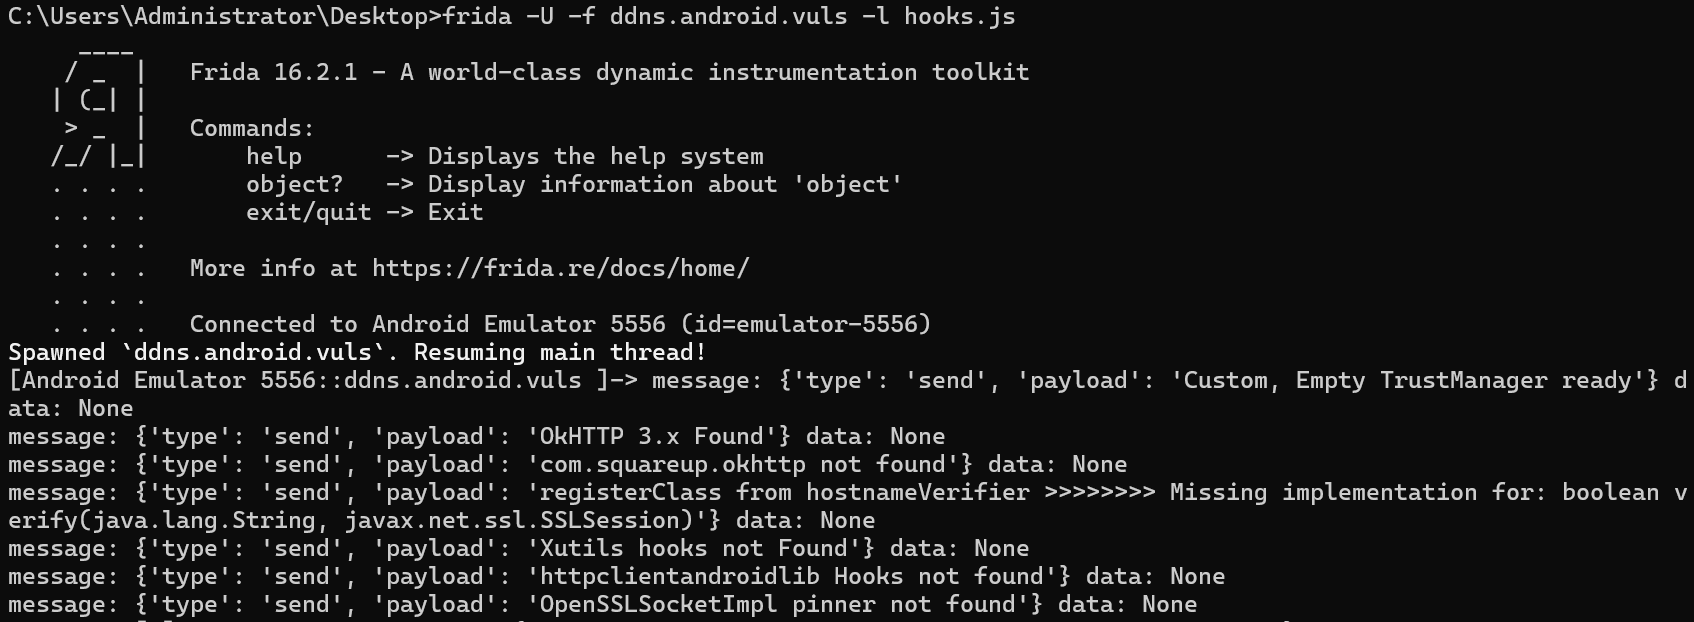 C:\Users\Administrator\Desktop>frida -U -f ddns.android.vuls -l hooks.js
     ____
    / _  |   Frida 16.2.1 - A world-class dynamic instrumentation toolkit
   | (_| |
    > _  |   Commands:
   /_/ |_|       help      -> Displays the help system
   . . . .       object?   -> Display information about 'object'
   . . . .       exit/quit -> Exit
   . . . .
   . . . .   More info at https://frida.re/docs/home/
   . . . .
   . . . .   Connected to Android Emulator 5556 (id=emulator-5556)
Spawned `ddns.android.vuls`. Resuming main thread!
[Android Emulator 5556::ddns.android.vuls ]-> message: {'type': 'send', 'payload': 'Custom, Empty TrustManager ready'} d
ata: None
message: {'type': 'send', 'payload': 'OkHTTP 3.x Found'} data: None
message: {'type': 'send', 'payload': 'com.squareup.okhttp not found'} data: None
message: {'type': 'send', 'payload': 'registerClass from hostnameVerifier >>>>>>>> Missing implementation for: boolean v
erify(java.lang.String, javax.net.ssl.SSLSession)'} data: None
message: {'type': 'send', 'payload': 'Xutils hooks not Found'} data: None
message: {'type': 'send', 'payload': 'httpclientandroidlib Hooks not found'} data: None
message: {'type': 'send', 'payload': 'OpenSSLSocketImpl pinner not found'} data: None